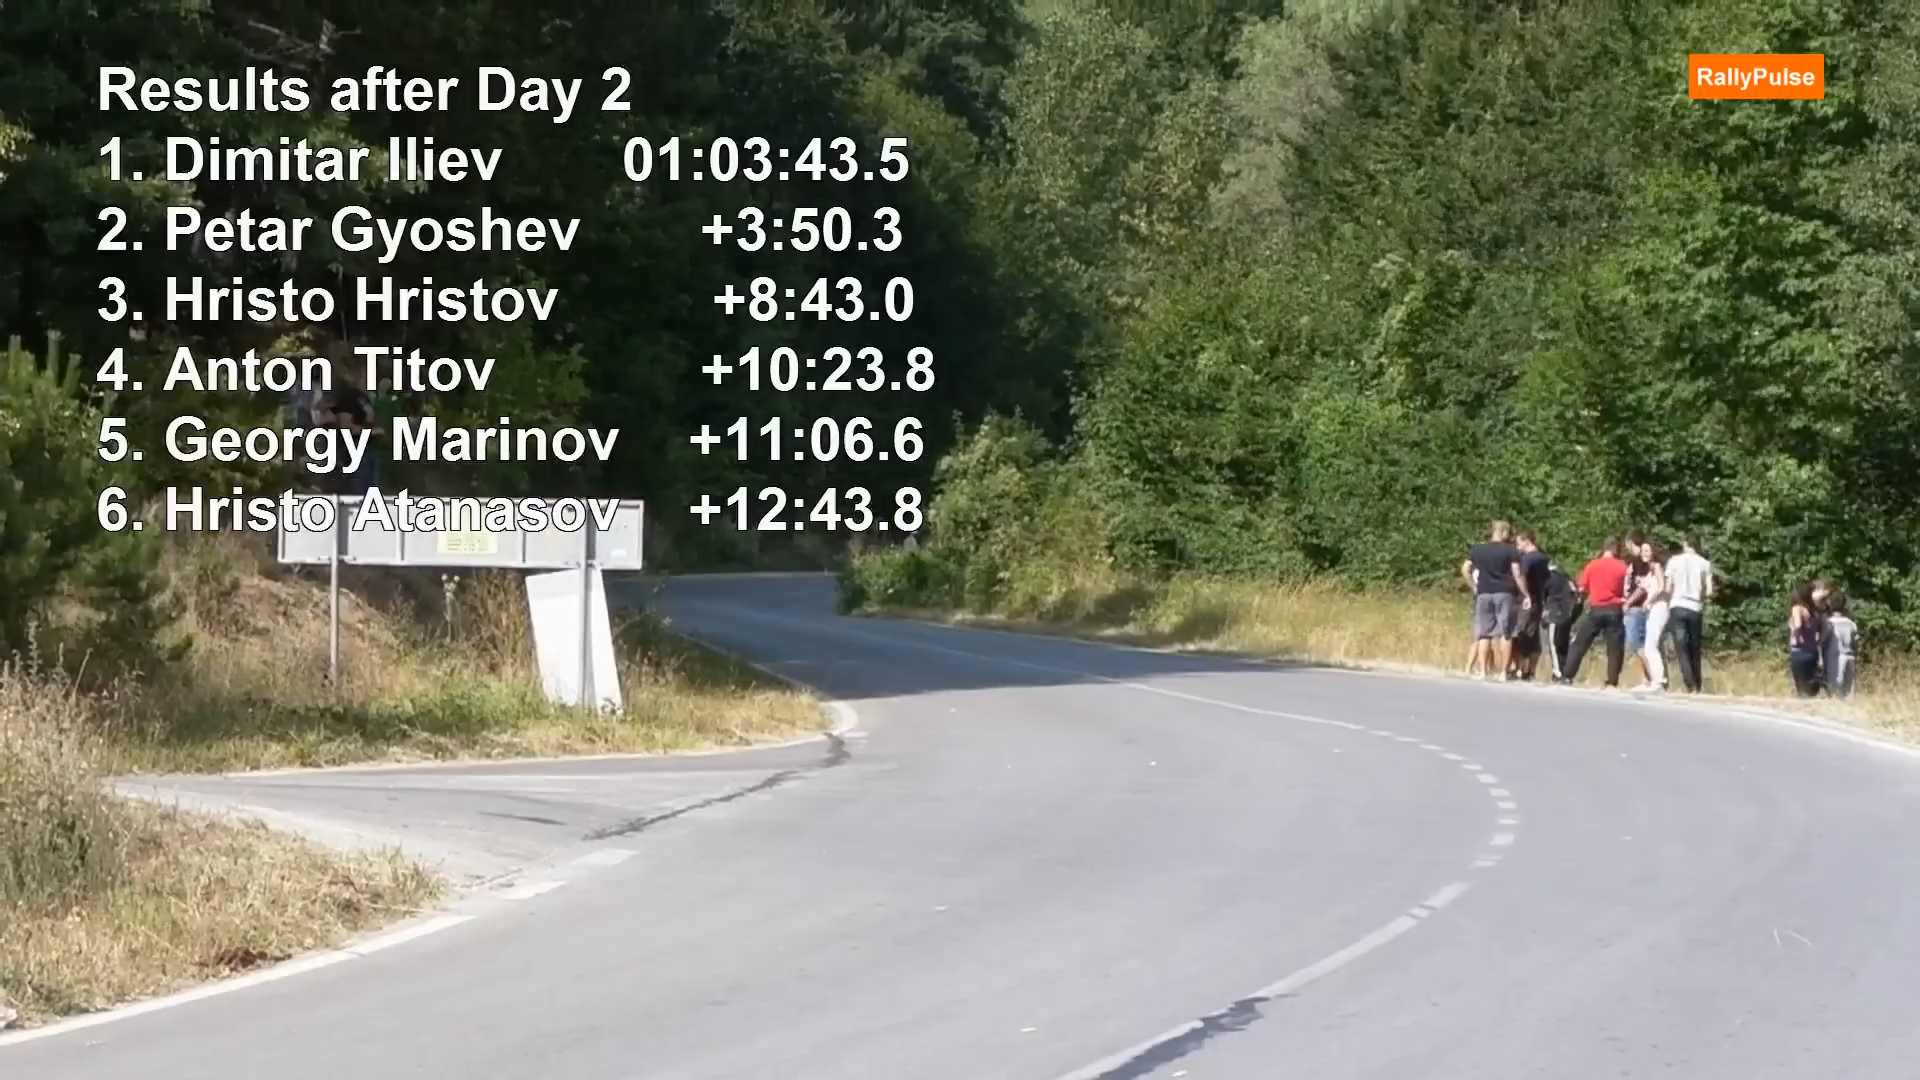 Results after Day 2
1. Dimitar Iliev 01:03:43.5
2. Petar Gyoshev +3:50.3
3. Hristo Hristov +8:43.0
4. Anton Titov +10:23.8
5. Georgy Marinov +11:06.6
6. Hristo Atanasov +12:43.8
RallyPulse